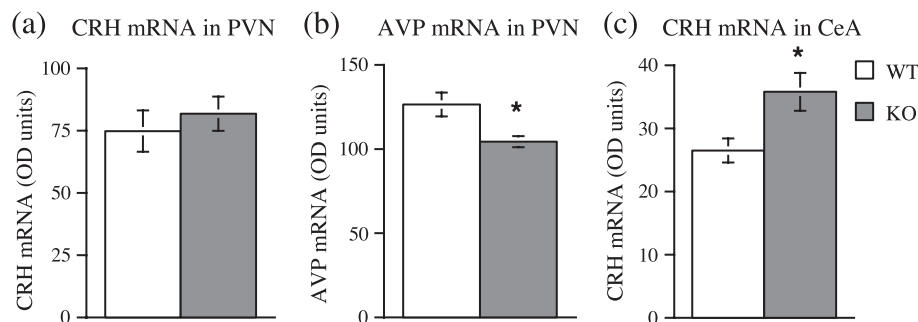 (a) CRH mRNA in PVN
CRH mRNA (OD units)
100
75
50
25
0
(b) AVP mRNA in PVN
AVP mRNA (OD units)
150
100
50
0
(c) CRH mRNA in CeA
CRH mRNA (OD units)
40
30
20
10
0
*
*
WT
KO